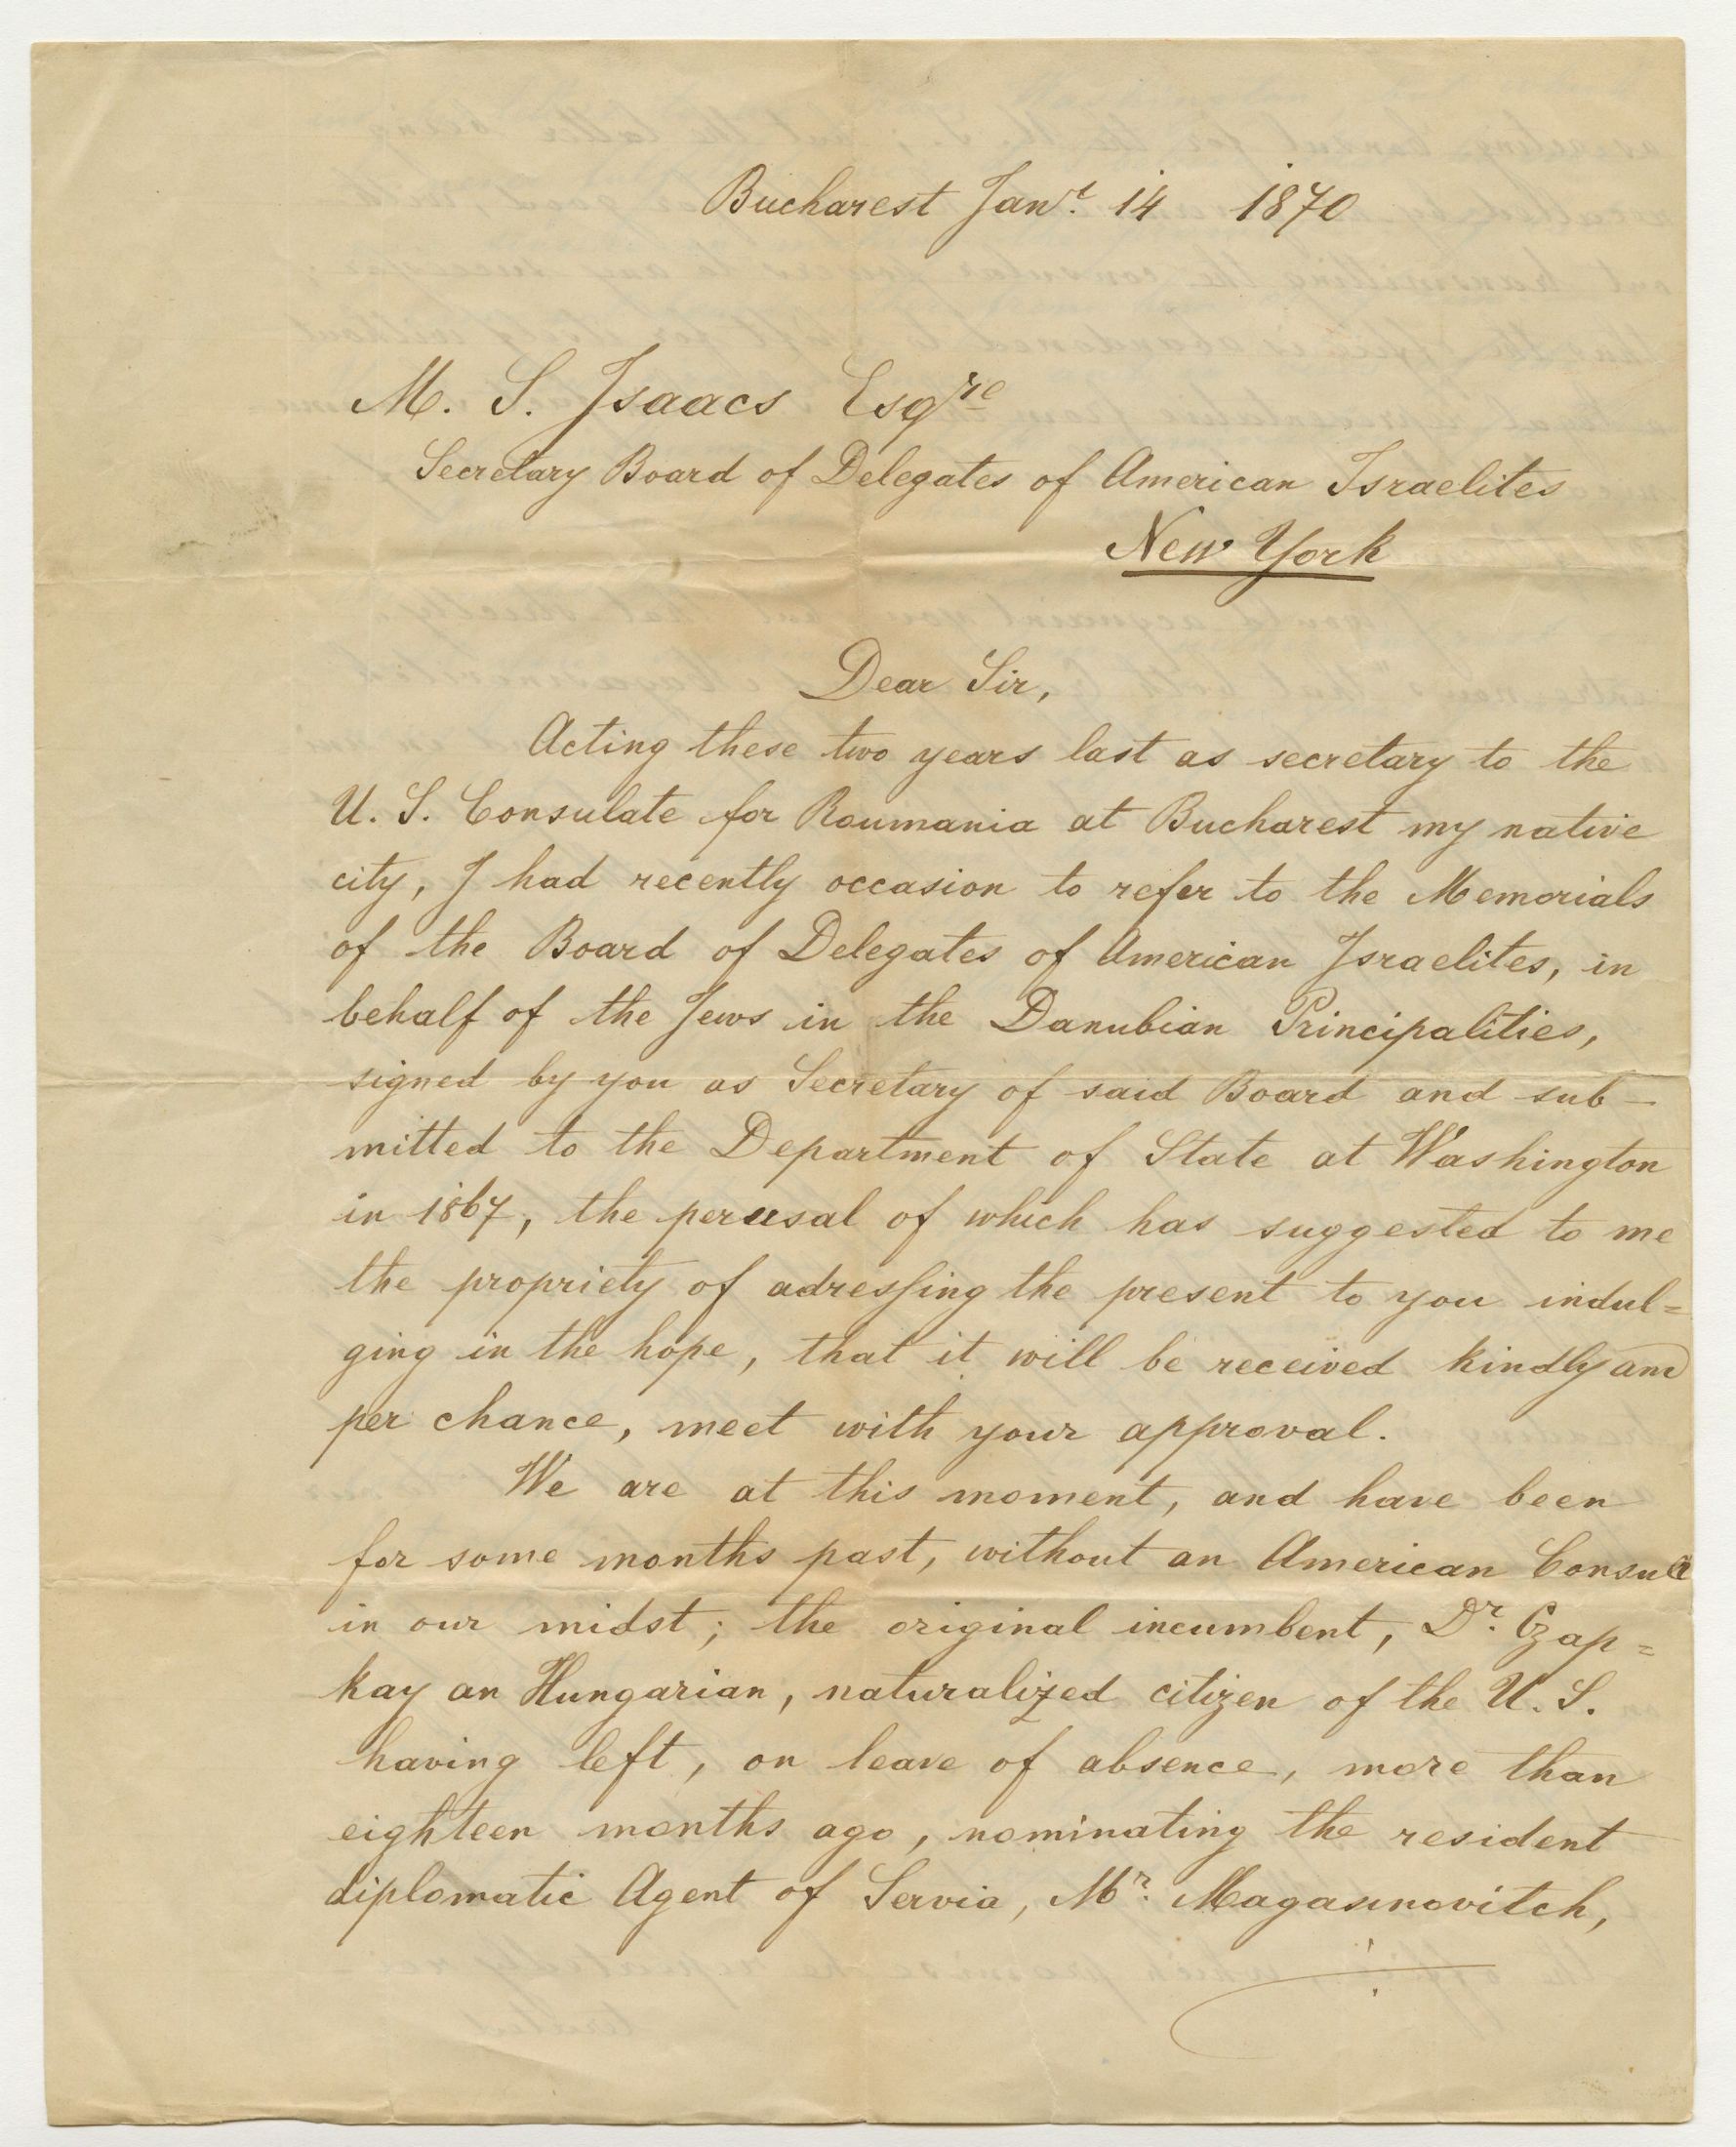 Bucharest Janr. 14 1870
M. S. Isaacs Esqre
Secretary Board of Delegates of American Israelites
New York
Dear Sir,
Acting these two years last as secretary to the
U. S. Consulate for Roumania at Bucharest my native
city, I had recently occasion to refer to the Memorials
of the Board of Delegates of American Israelites, in
behalf of the Jews in the Danubian Principalities,
signed by you as Secretary of said Board and sub-
mitted to the Department of State at Washington
in 1867, the perusal of which has suggested to me
the propriety of adressing the present to you indul=
ging in the hope, that it will be received kindly and
per chance, meet with your approval.
We are at this moment, and have been
for some months past, without an American Consul
in our midst; the original incumbent, Dr. Czap=
kay an Hungarian, naturalized citizen of the U. S.
having left, on leave of absence, more than
eighteen months ago, nominating the resident
diplomatic Agent of Servia, Mr. Magasinovitch,